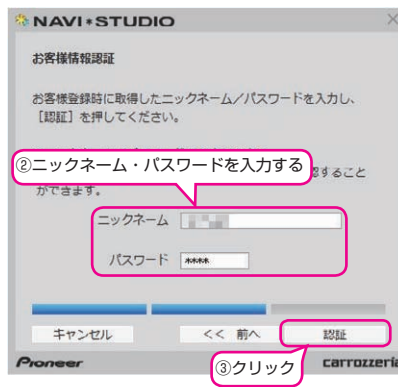 NAVI*STUDIO
お客様情報認証
お客様登録時に取得したニックネーム/パスワードを入力し、
[認証] を押してください。
②ニックネーム・パスワードを入力する
認すること
ができます。
ニックネーム
パスワード ****
キャンセル << 前へ 認証
③クリック
Pioneer carrozzeria